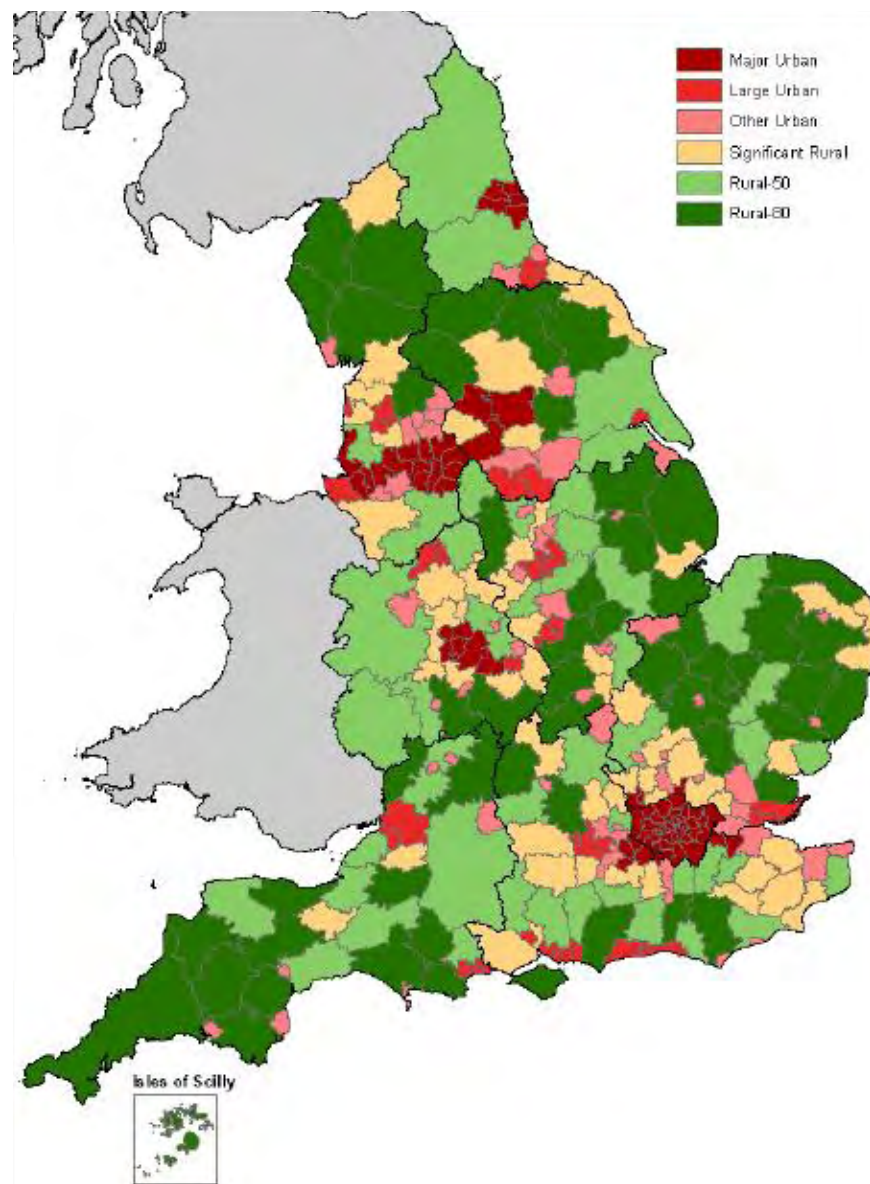 Major Urban
Large Urban
Other Urban
Significant Rural
Rural-50
Rural-80
Isles of Scilly